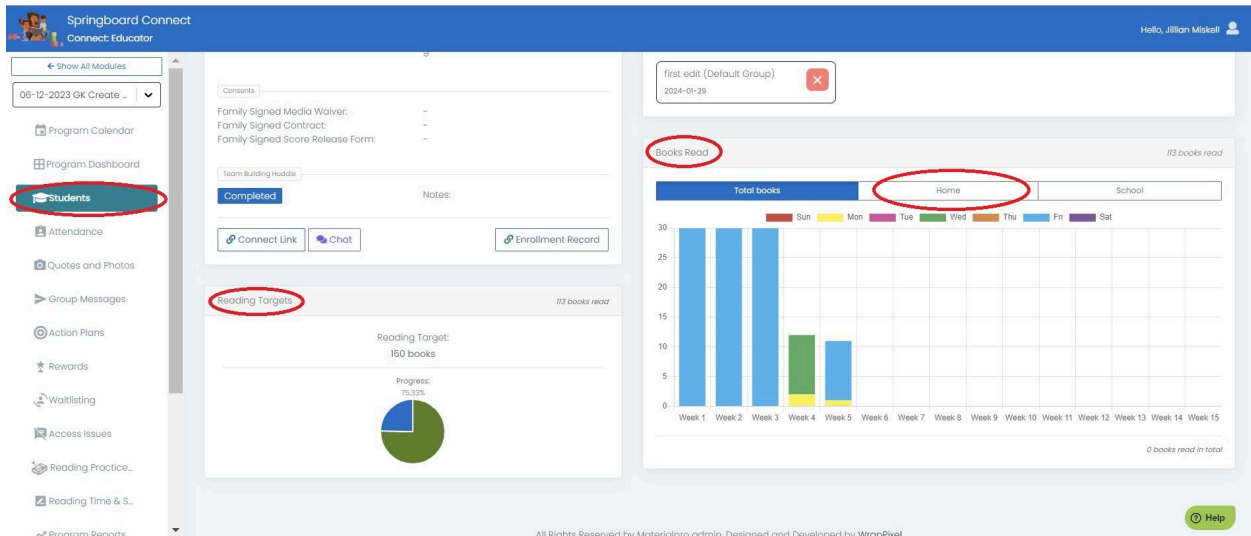 Springboard Connect
Connect: Educator
Hello, Jillian Miskell
← Show All Modules
06-12-2023 GK Create ...
Program Calendar
Program Dashboard
Students
Attendance
Quotes and Photos
Group Messages
Action Plans
Rewards
Waitlisting
Access Issues
Reading Practice...
Reading Time & S...
Program Reports
Consents
Family Signed Media Waiver: -
Family Signed Contract: -
Family Signed Score Release Form: -
Team Building Huddle
Completed Notes:
Connect Link Chat Enrollment Record
Reading Targets 113 books read
Reading Target:
150 books
Progress:
75.33%
first edit (Default Group)
2024-01-29
Books Read 113 books read
Total books Home School
Sun Mon Tue Wed Thu Fri Sat
30
25
20
15
10
5
0
Week 1 Week 2 Week 3 Week 4 Week 5 Week 6 Week 7 Week 8 Week 9 Week 10 Week 11 Week 12 Week 13 Week 14 Week 15
0 books read in total
Help
All Rights Reserved by Materialpro admin. Designed and Developed by WrapPixel